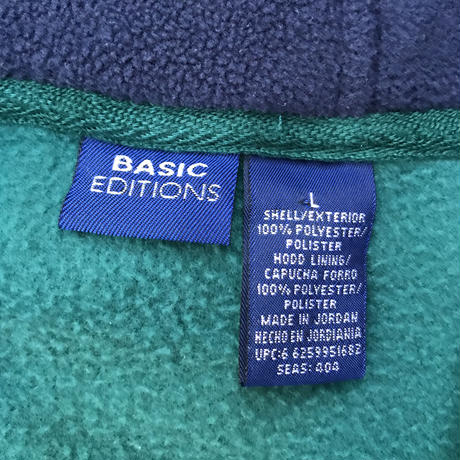 BASIC
EDITIONS
L
SHELL/EXTERIOR
100% POLYESTER/
POLISTER
HODD LINING/
CAPUCHA FORRO
100% POLYESTER/
POLISTER
MADE IN JORDAN
HECHO EN JORDIANIA
UPC:6 6259951682
SEAS: 404